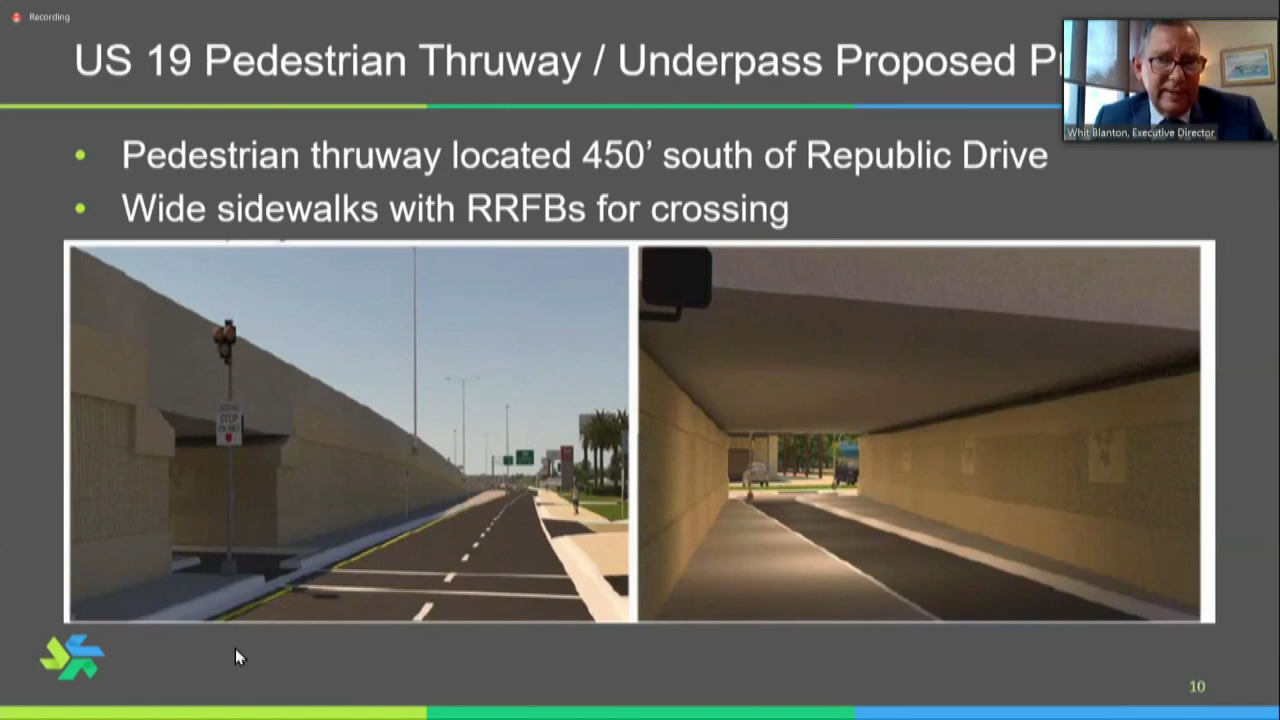 Recording
US 19 Pedestrian Thruway / Underpass Proposed
Whit Blanton, Executive Director
• Pedestrian thruway located 450’ south of Republic Drive
• Wide sidewalks with RRFBs for crossing
STOP
10